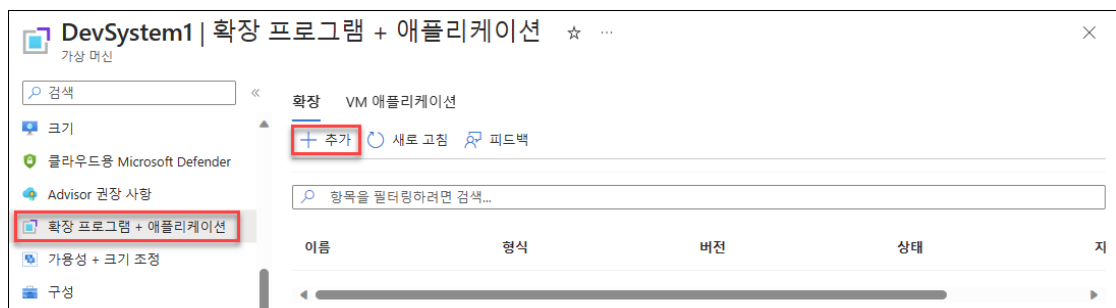 DevSystem1 | 확장 프로그램 + 애플리케이션
가상 머신
검색
크기
클라우드용 Microsoft Defender
Advisor 권장 사항
확장 프로그램 + 애플리케이션
가용성 + 크기 조정
구성
확장 VM 애플리케이션
추가 새로 고침 피드백
항목을 필터링하려면 검색...
이름 형식 버전 상태 지